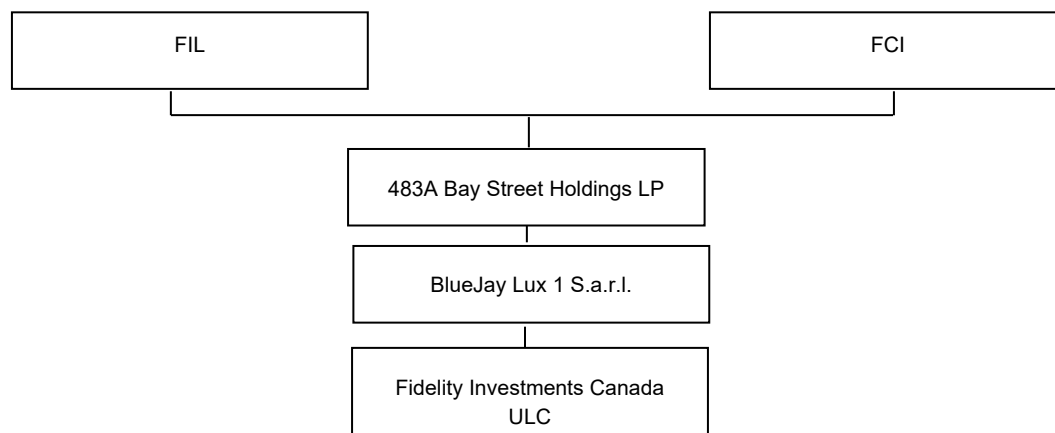 FIL
FCI
483A Bay Street Holdings LP
BlueJay Lux 1 S.a.r.l.
Fidelity Investments Canada
ULC